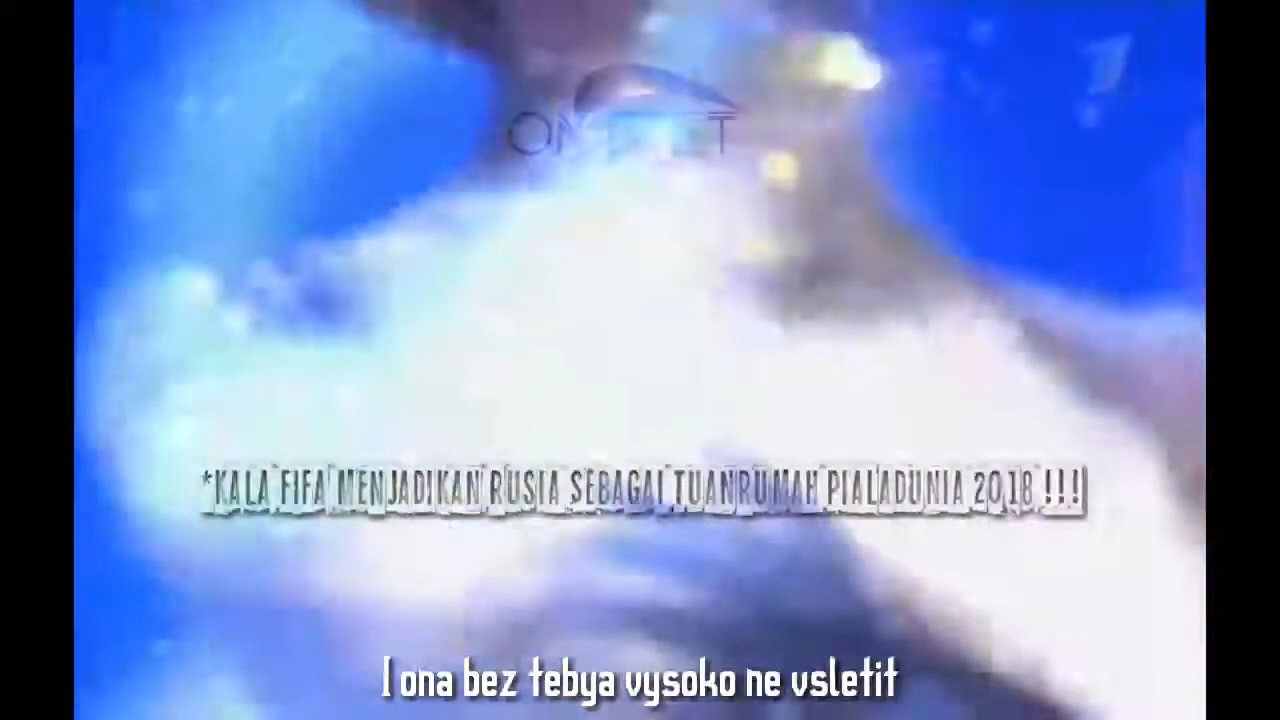 *KALA FIFA MENJADIKAN RUSIA SEBAGAI TUANRUMAH PIALADUNIA 2018 !!!
I ona bez tebya vysoko ne vsletit